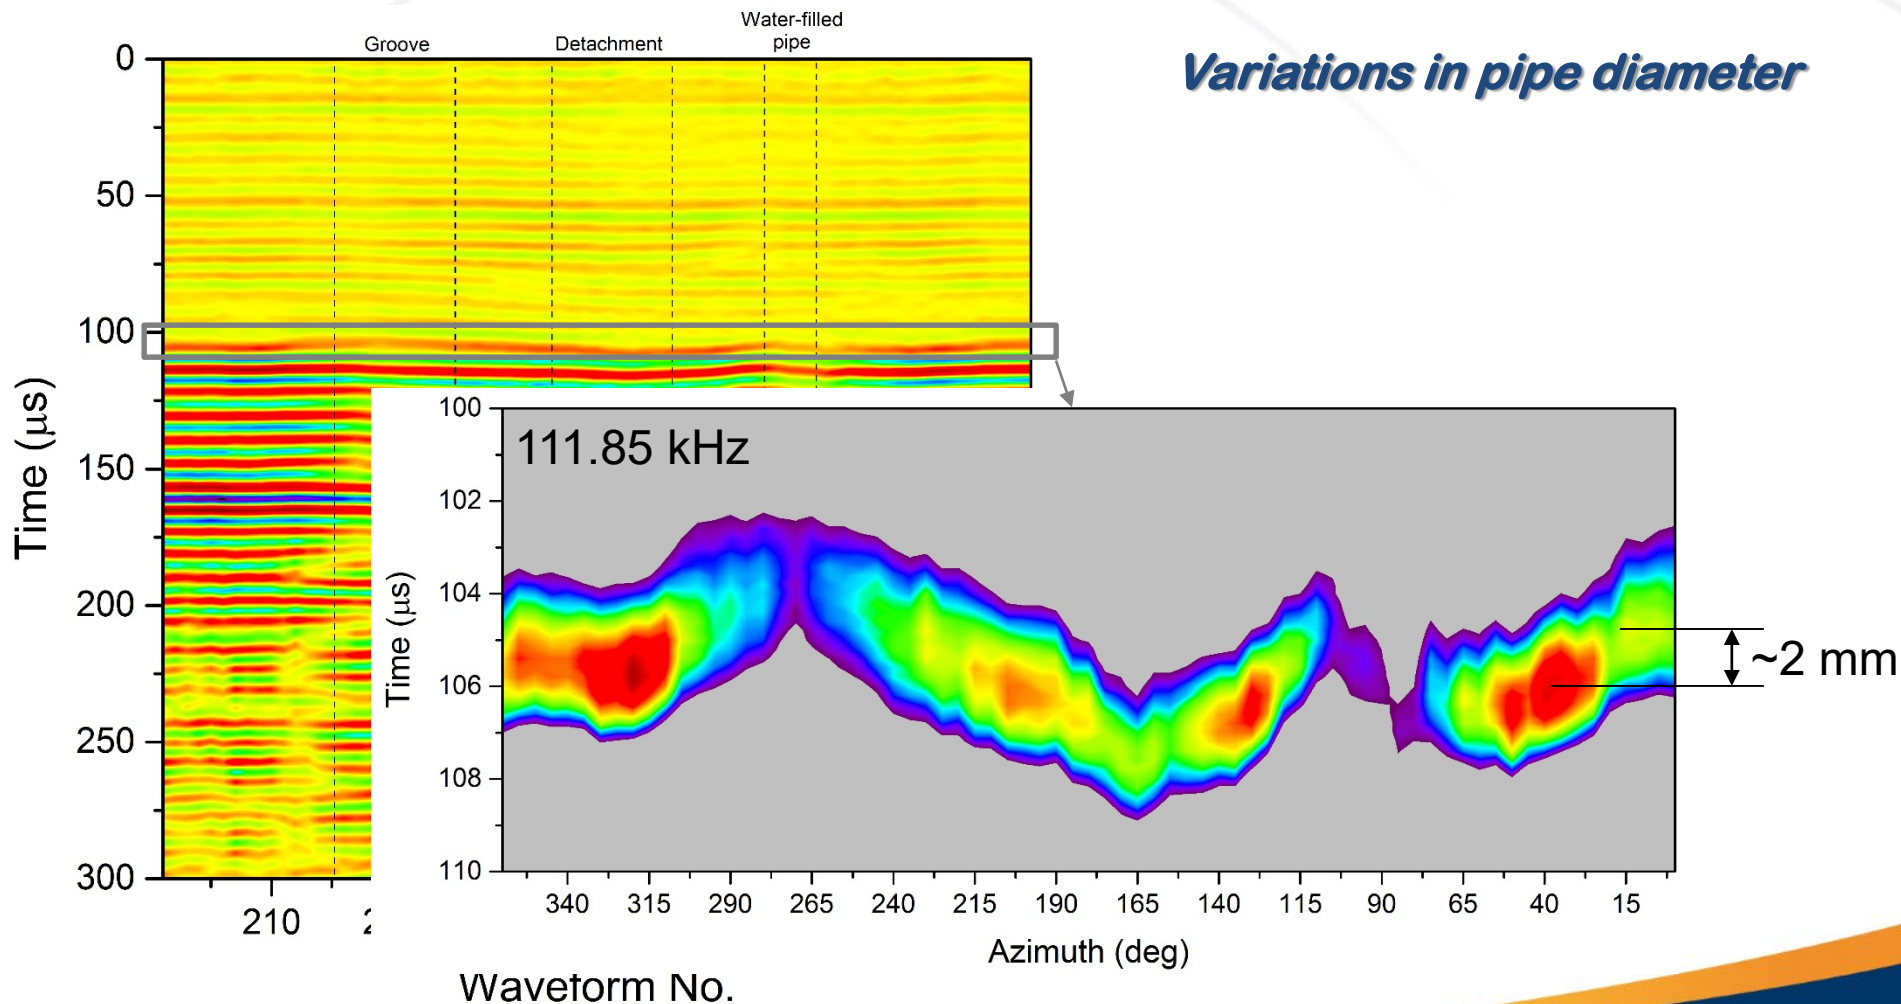 Variations in pipe diameter
Groove
Detachment
Water-filled
pipe
0
50
100
150
200
250
300
Time (μs)
210
Waveform No.
111.85 kHz
100
102
104
106
108
110
Time (μs)
340 315 290 265 240 215 190 165 140 115 90 65 40 15
Azimuth (deg)
~2 mm